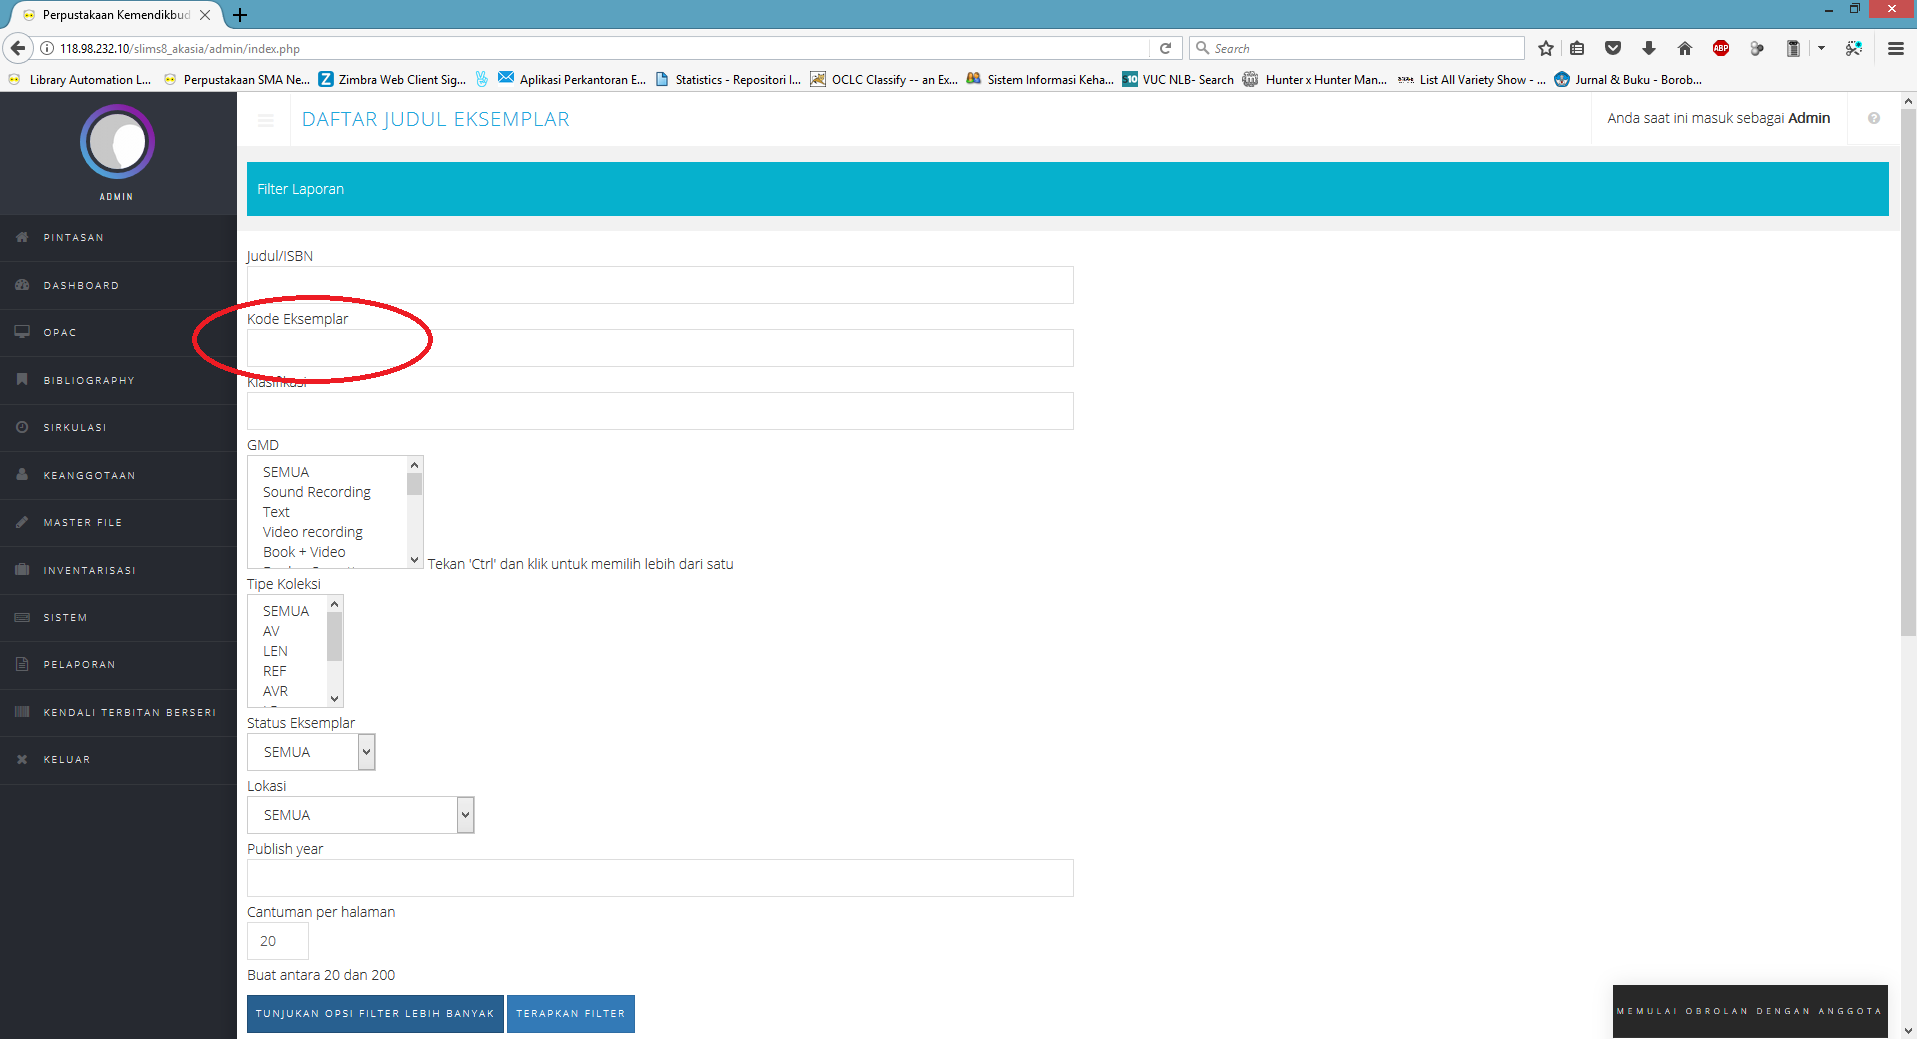 Perpustakaan Kemendikbud
118.98.232.10/slims8_akasia/admin/index.php
Search
ABP
Library Automation L...
Perpustakaan SMA Ne...
Zimbra Web Client Sig...
Aplikasi Perkantoran E...
Statistics - Repositori I...
OCLC Classify -- an Ex...
Sistem Informasi Keha...
VUC NLB- Search
Hunter x Hunter Man...
List All Variety Show - ...
Jurnal & Buku - Borob...
ADMIN
PINTASAN
DASHBOARD
OPAC
BIBLIOGRAPHY
SIRKULASI
KEANGGOTAAN
MASTER FILE
INVENTARISASI
SISTEM
PELAPORAN
KENDALI TERBITAN BERSERI
KELUAR
DAFTAR JUDUL EKSEMPLAR
Anda saat ini masuk sebagai Admin
Filter Laporan
Judul/ISBN
Kode Eksemplar
Klasifikasi
GMD
SEMUA
Sound Recording
Text
Video recording
Book + Video
Tekan 'Ctrl' dan klik untuk memilih lebih dari satu
Tipe Koleksi
SEMUA
AV
LEN
REF
AVR
Status Eksemplar
SEMUA
Lokasi
SEMUA
Publish year
Cantuman per halaman
20
Buat antara 20 dan 200
TUNJUKAN OPSI FILTER LEBIH BANYAK
TERAPKAN FILTER
MEMULAI OBROLAN DENGAN ANGGOTA